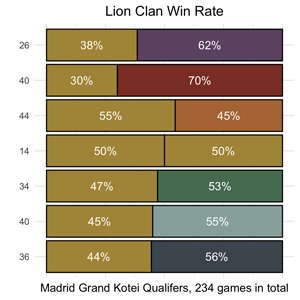 Lion Clan Win Rate
26 38% 62%
40 30% 70%
44 55% 45%
14 50% 50%
34 47% 53%
40 45% 55%
36 44% 56%
Madrid Grand Kotei Qualifers, 234 games in total